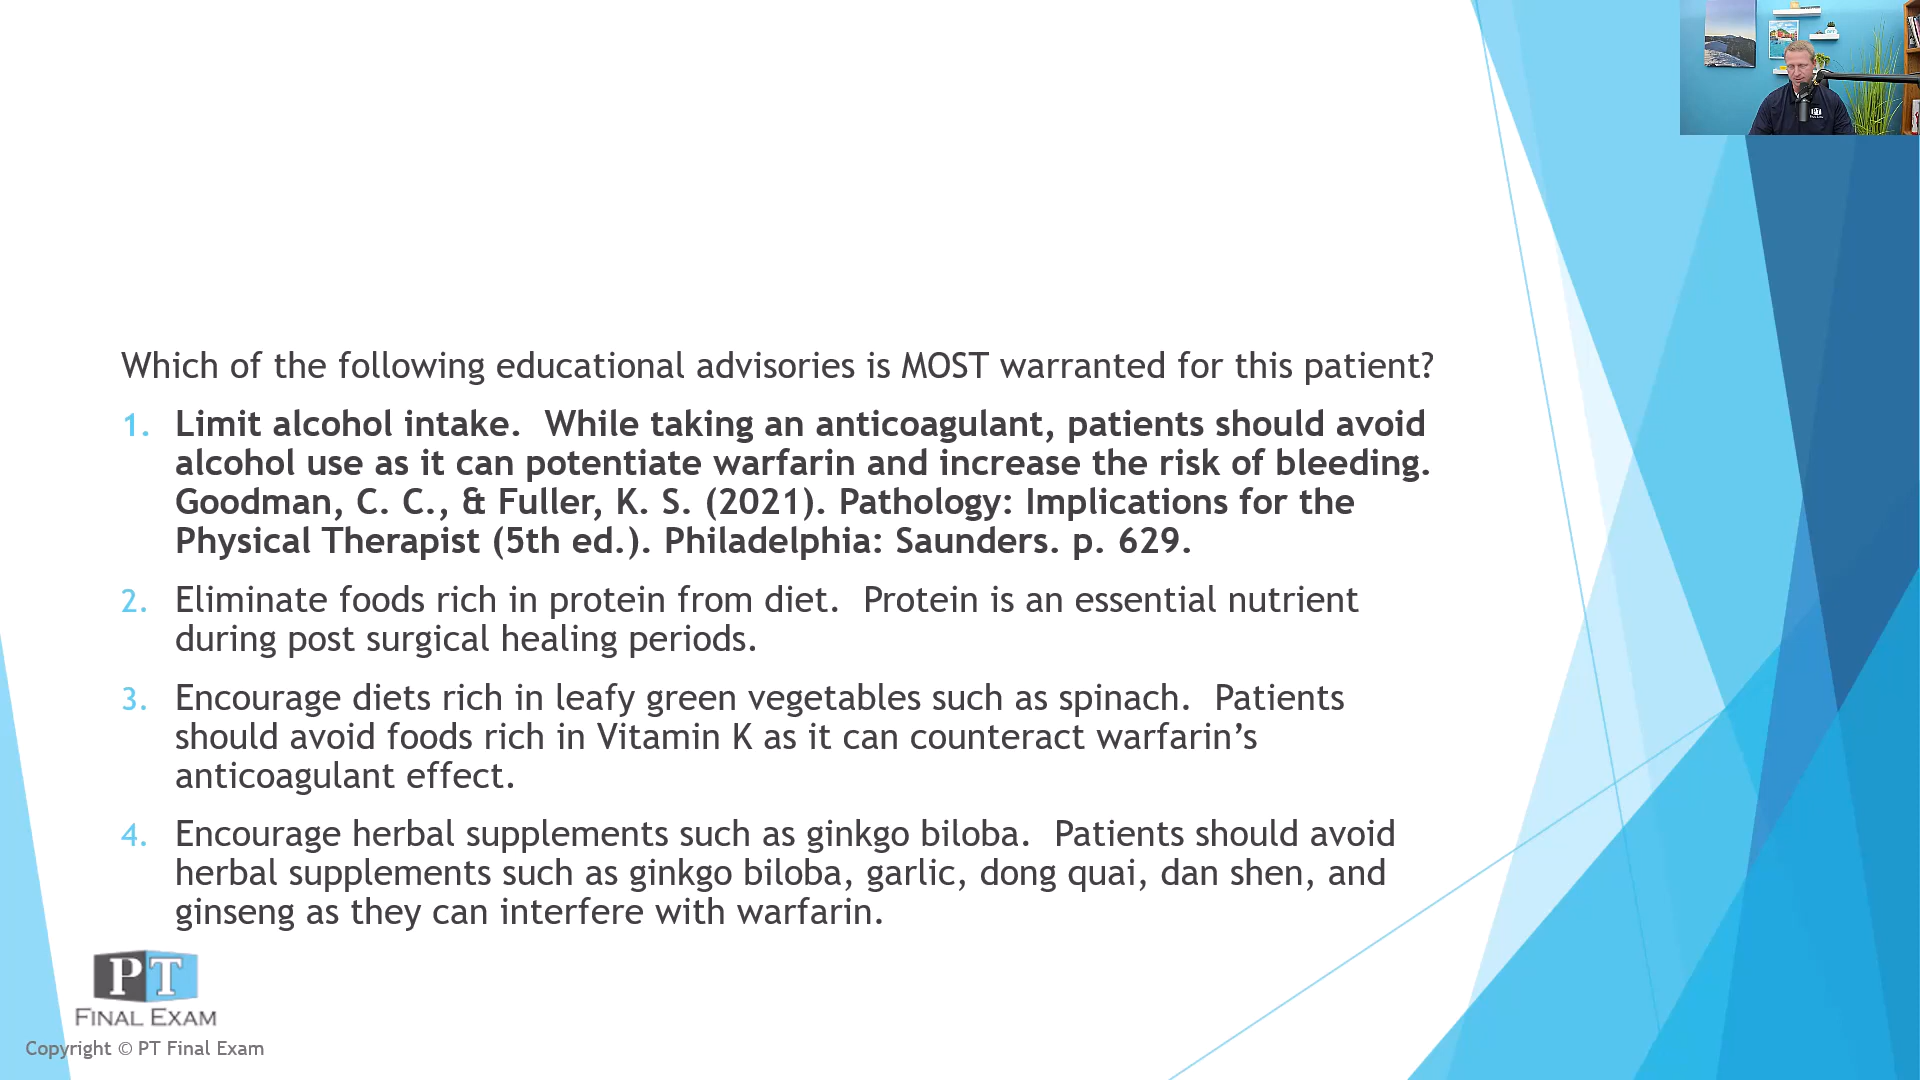 Which of the following educational advisories is MOST warranted for this patient?
1. Limit alcohol intake.  While taking an anticoagulant, patients should avoid
alcohol use as it can potentiate warfarin and increase the risk of bleeding.
Goodman, C. C., & Fuller, K. S. (2021). Pathology: Implications for the
Physical Therapist (5th ed.). Philadelphia: Saunders. p. 629.
2. Eliminate foods rich in protein from diet.  Protein is an essential nutrient
during post surgical healing periods.
3. Encourage diets rich in leafy green vegetables such as spinach.  Patients
should avoid foods rich in Vitamin K as it can counteract warfarin’s
anticoagulant effect.
4. Encourage herbal supplements such as ginkgo biloba.  Patients should avoid
herbal supplements such as ginkgo biloba, garlic, dong quai, dan shen, and
ginseng as they can interfere with warfarin.
PT
FINAL EXAM
Copyright © PT Final Exam